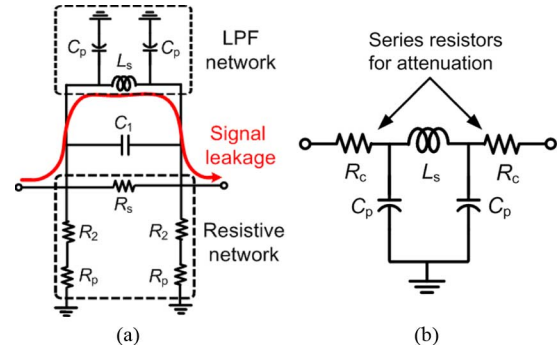 Cp
Cp
Ls
LPF
network
C1
Signal
leakage
Rs
R2
R2
Resistive
network
Rp
Rp
(a)
Series resistors
for attenuation
Rc
Ls
Rc
Cp
Cp
(b)